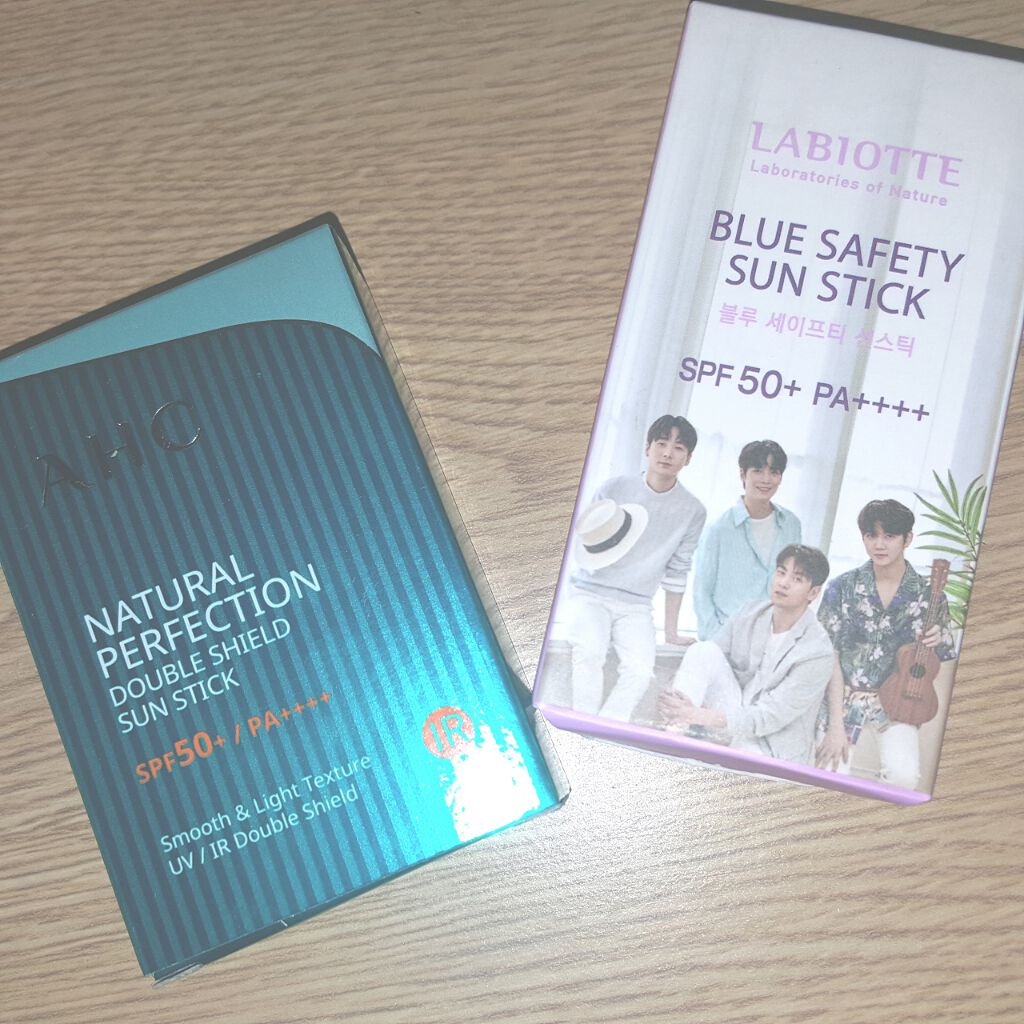 AHC
NATURAL
PERFECTION
DOUBLE SHIELD
SUN STICK
SPF50+ / PA++++
IR
Smooth & Light Texture
UV / IR Double Shield
LABIOTTE
Laboratories of Nature
BLUE SAFETY
SUN STICK
블루 세이프티 선스틱
SPF 50+ PA++++